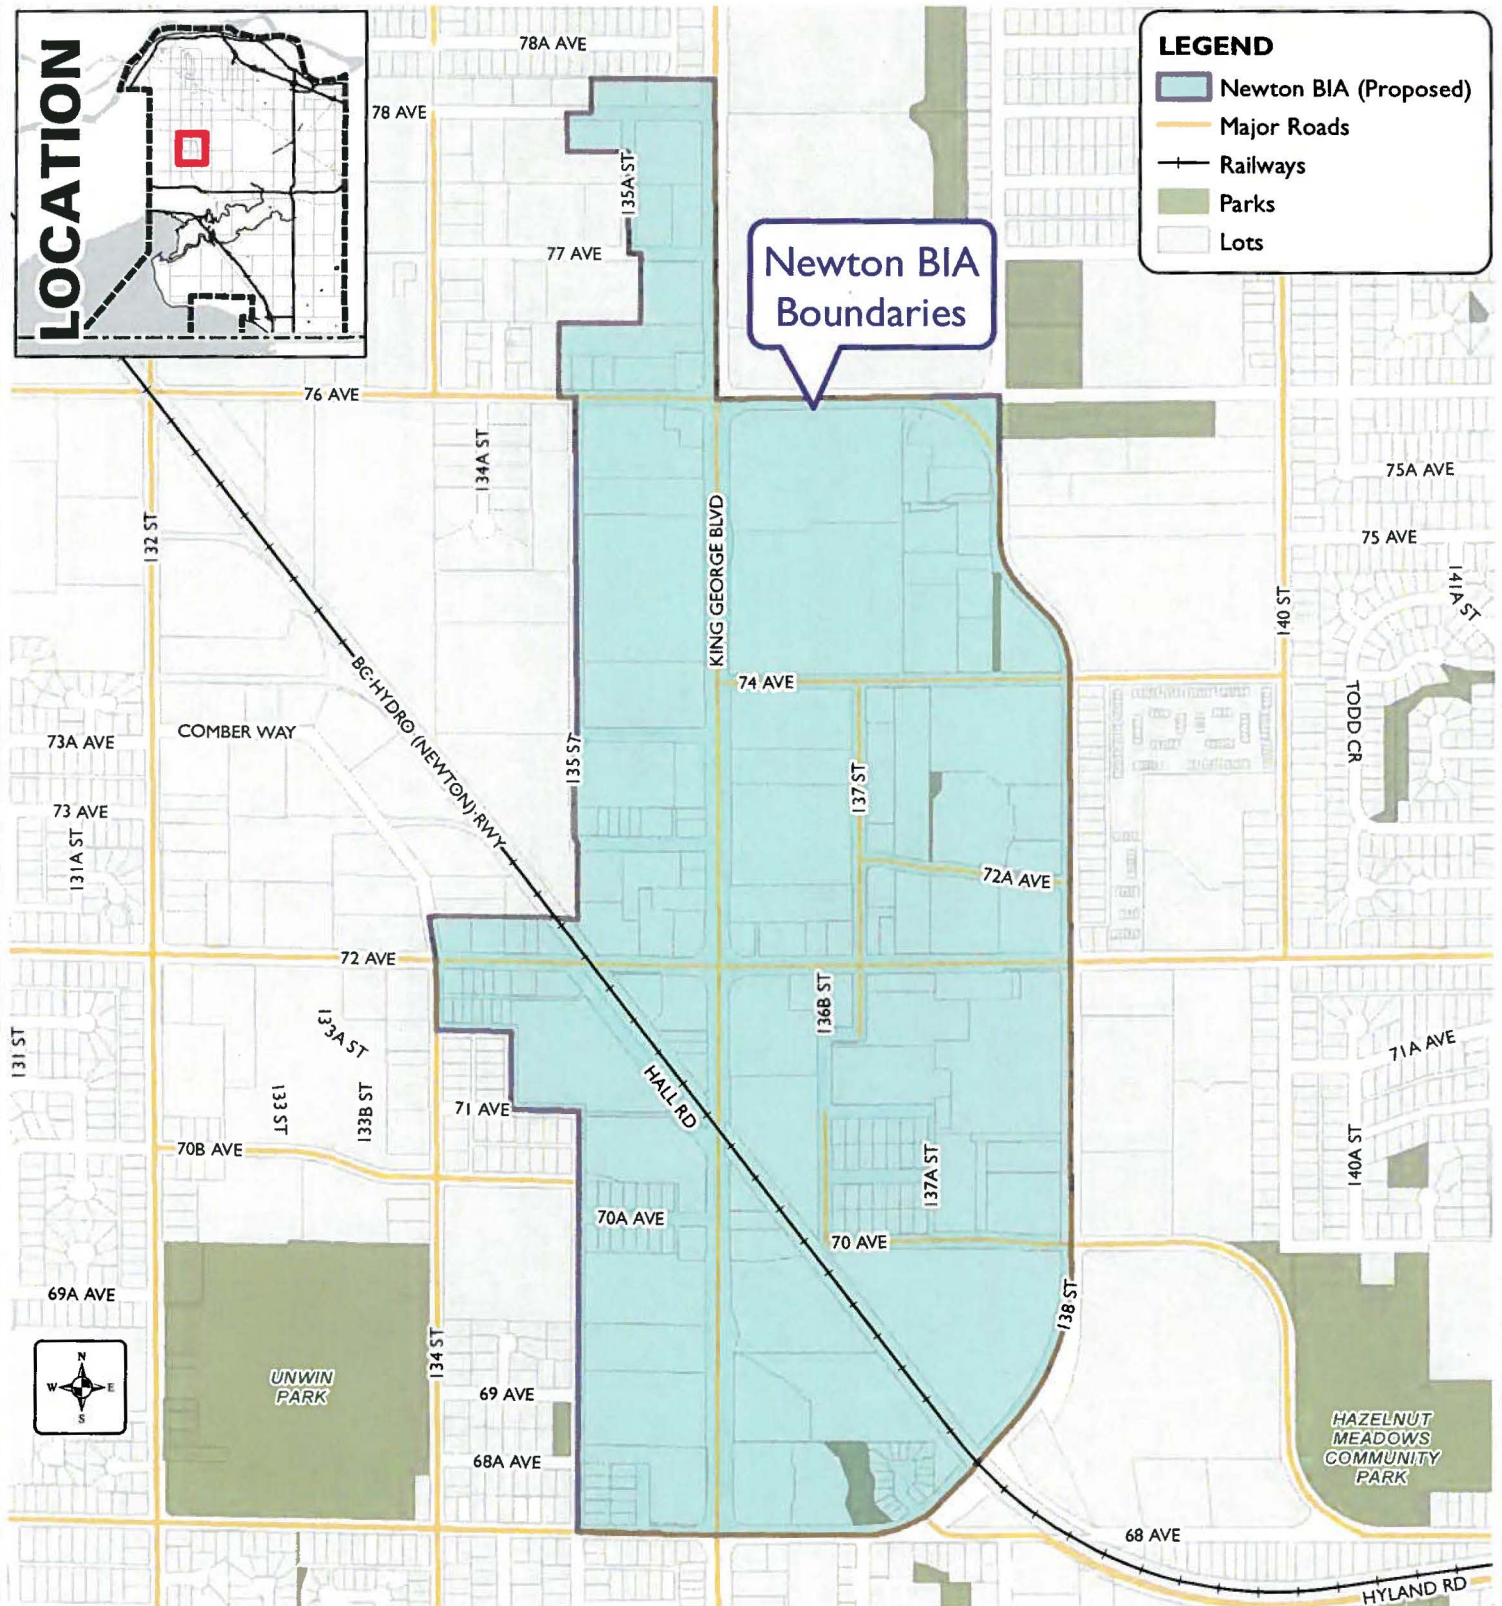 LOCATION
78A AVE
LEGEND
Newton BIA (Proposed)
Major Roads
Railways
Parks
Lots
78 AVE
135A ST
77 AVE
Newton BIA
Boundaries
76 AVE
134A ST
75A AVE
132 ST
KING GEORGE BLVD
75 AVE
141A ST
140 ST
BC HYDRO (NEWTON) RWY
74 AVE
TODD CR
COMBER WAY
73A AVE
135 ST
137 ST
73 AVE
131A ST
72A AVE
72 AVE
136B ST
133A ST
131 ST
71A AVE
HALL RD
133 ST
133B ST
71 AVE
70B AVE
137A ST
140A ST
70A AVE
70 AVE
69A AVE
138 ST
134 ST
N
W E
S
UNWIN
PARK
69 AVE
HAZELNUT
MEADOWS
COMMUNITY
PARK
68A AVE
68 AVE
HYLAND RD